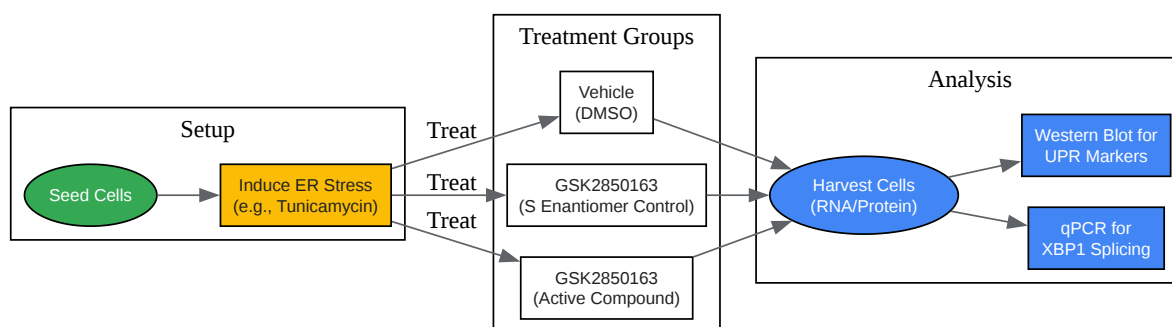 Treatment Groups
Vehicle
(DMSO)
Analysis
Setup
Treat
Western Blot for
UPR Markers
Seed Cells
Induce ER Stress
(e.g., Tunicamycin)
Treat
GSK2850163
(S Enantiomer Control)
Harvest Cells
(RNA/Protein)
Treat
qPCR for
XBP1 Splicing
GSK2850163
(Active Compound)